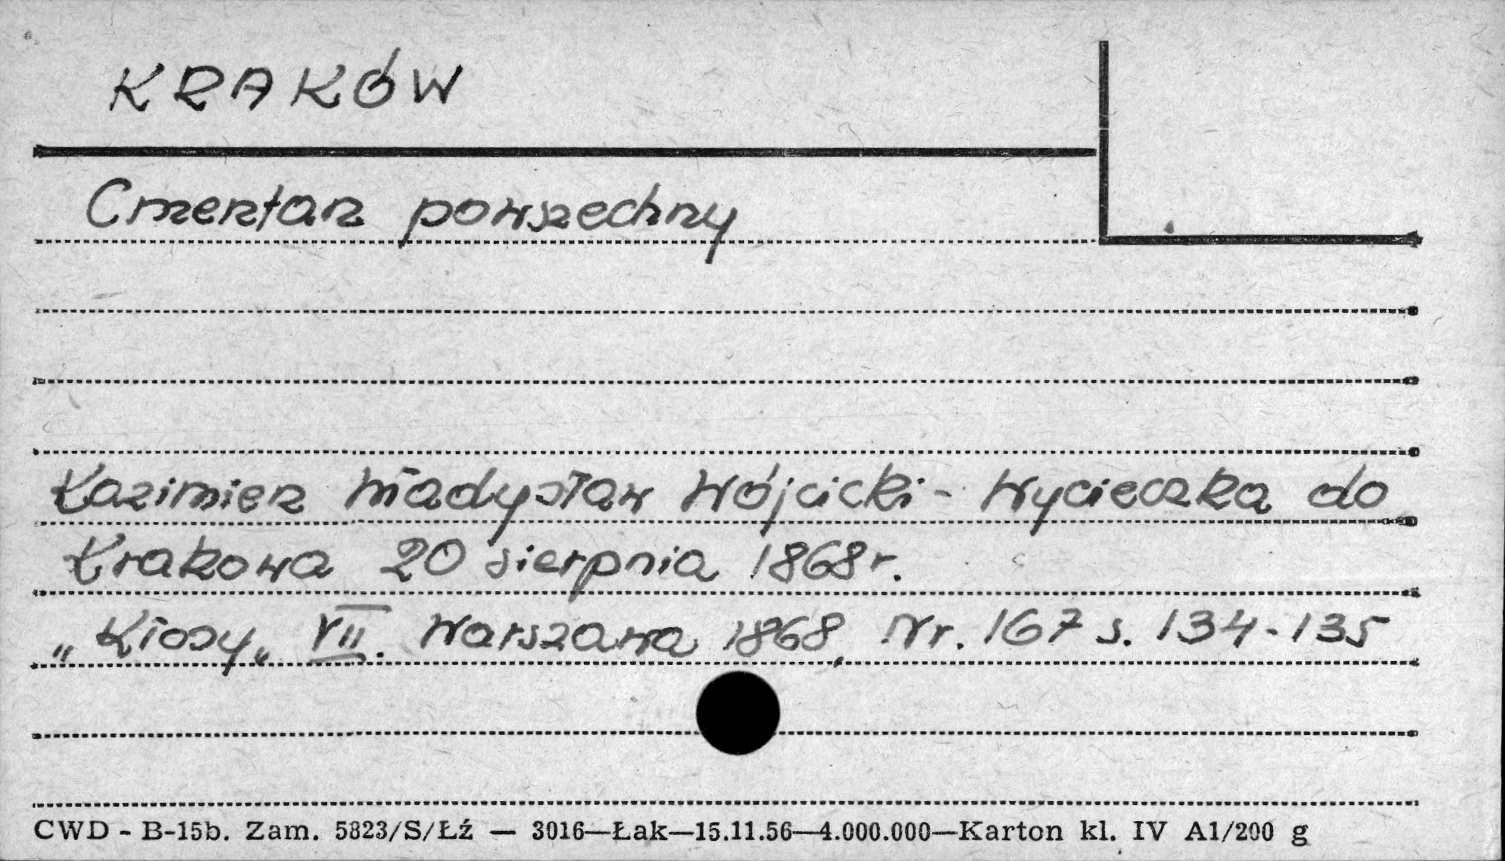 KRAKÓW
Cmentarz powszechny
Kazimierz Władysław Wójcicki - Wycieczka do
Krakowa 20 sierpnia 1868 r.
„Kłosy„ VII. Warszawa 1868, Nr. 167 s. 134-135
CWD - B-15b. Zam. 5823/S/Łź — 3016—Łak—15.11.56—4.000.000—Karton kl. IV A1/200 g